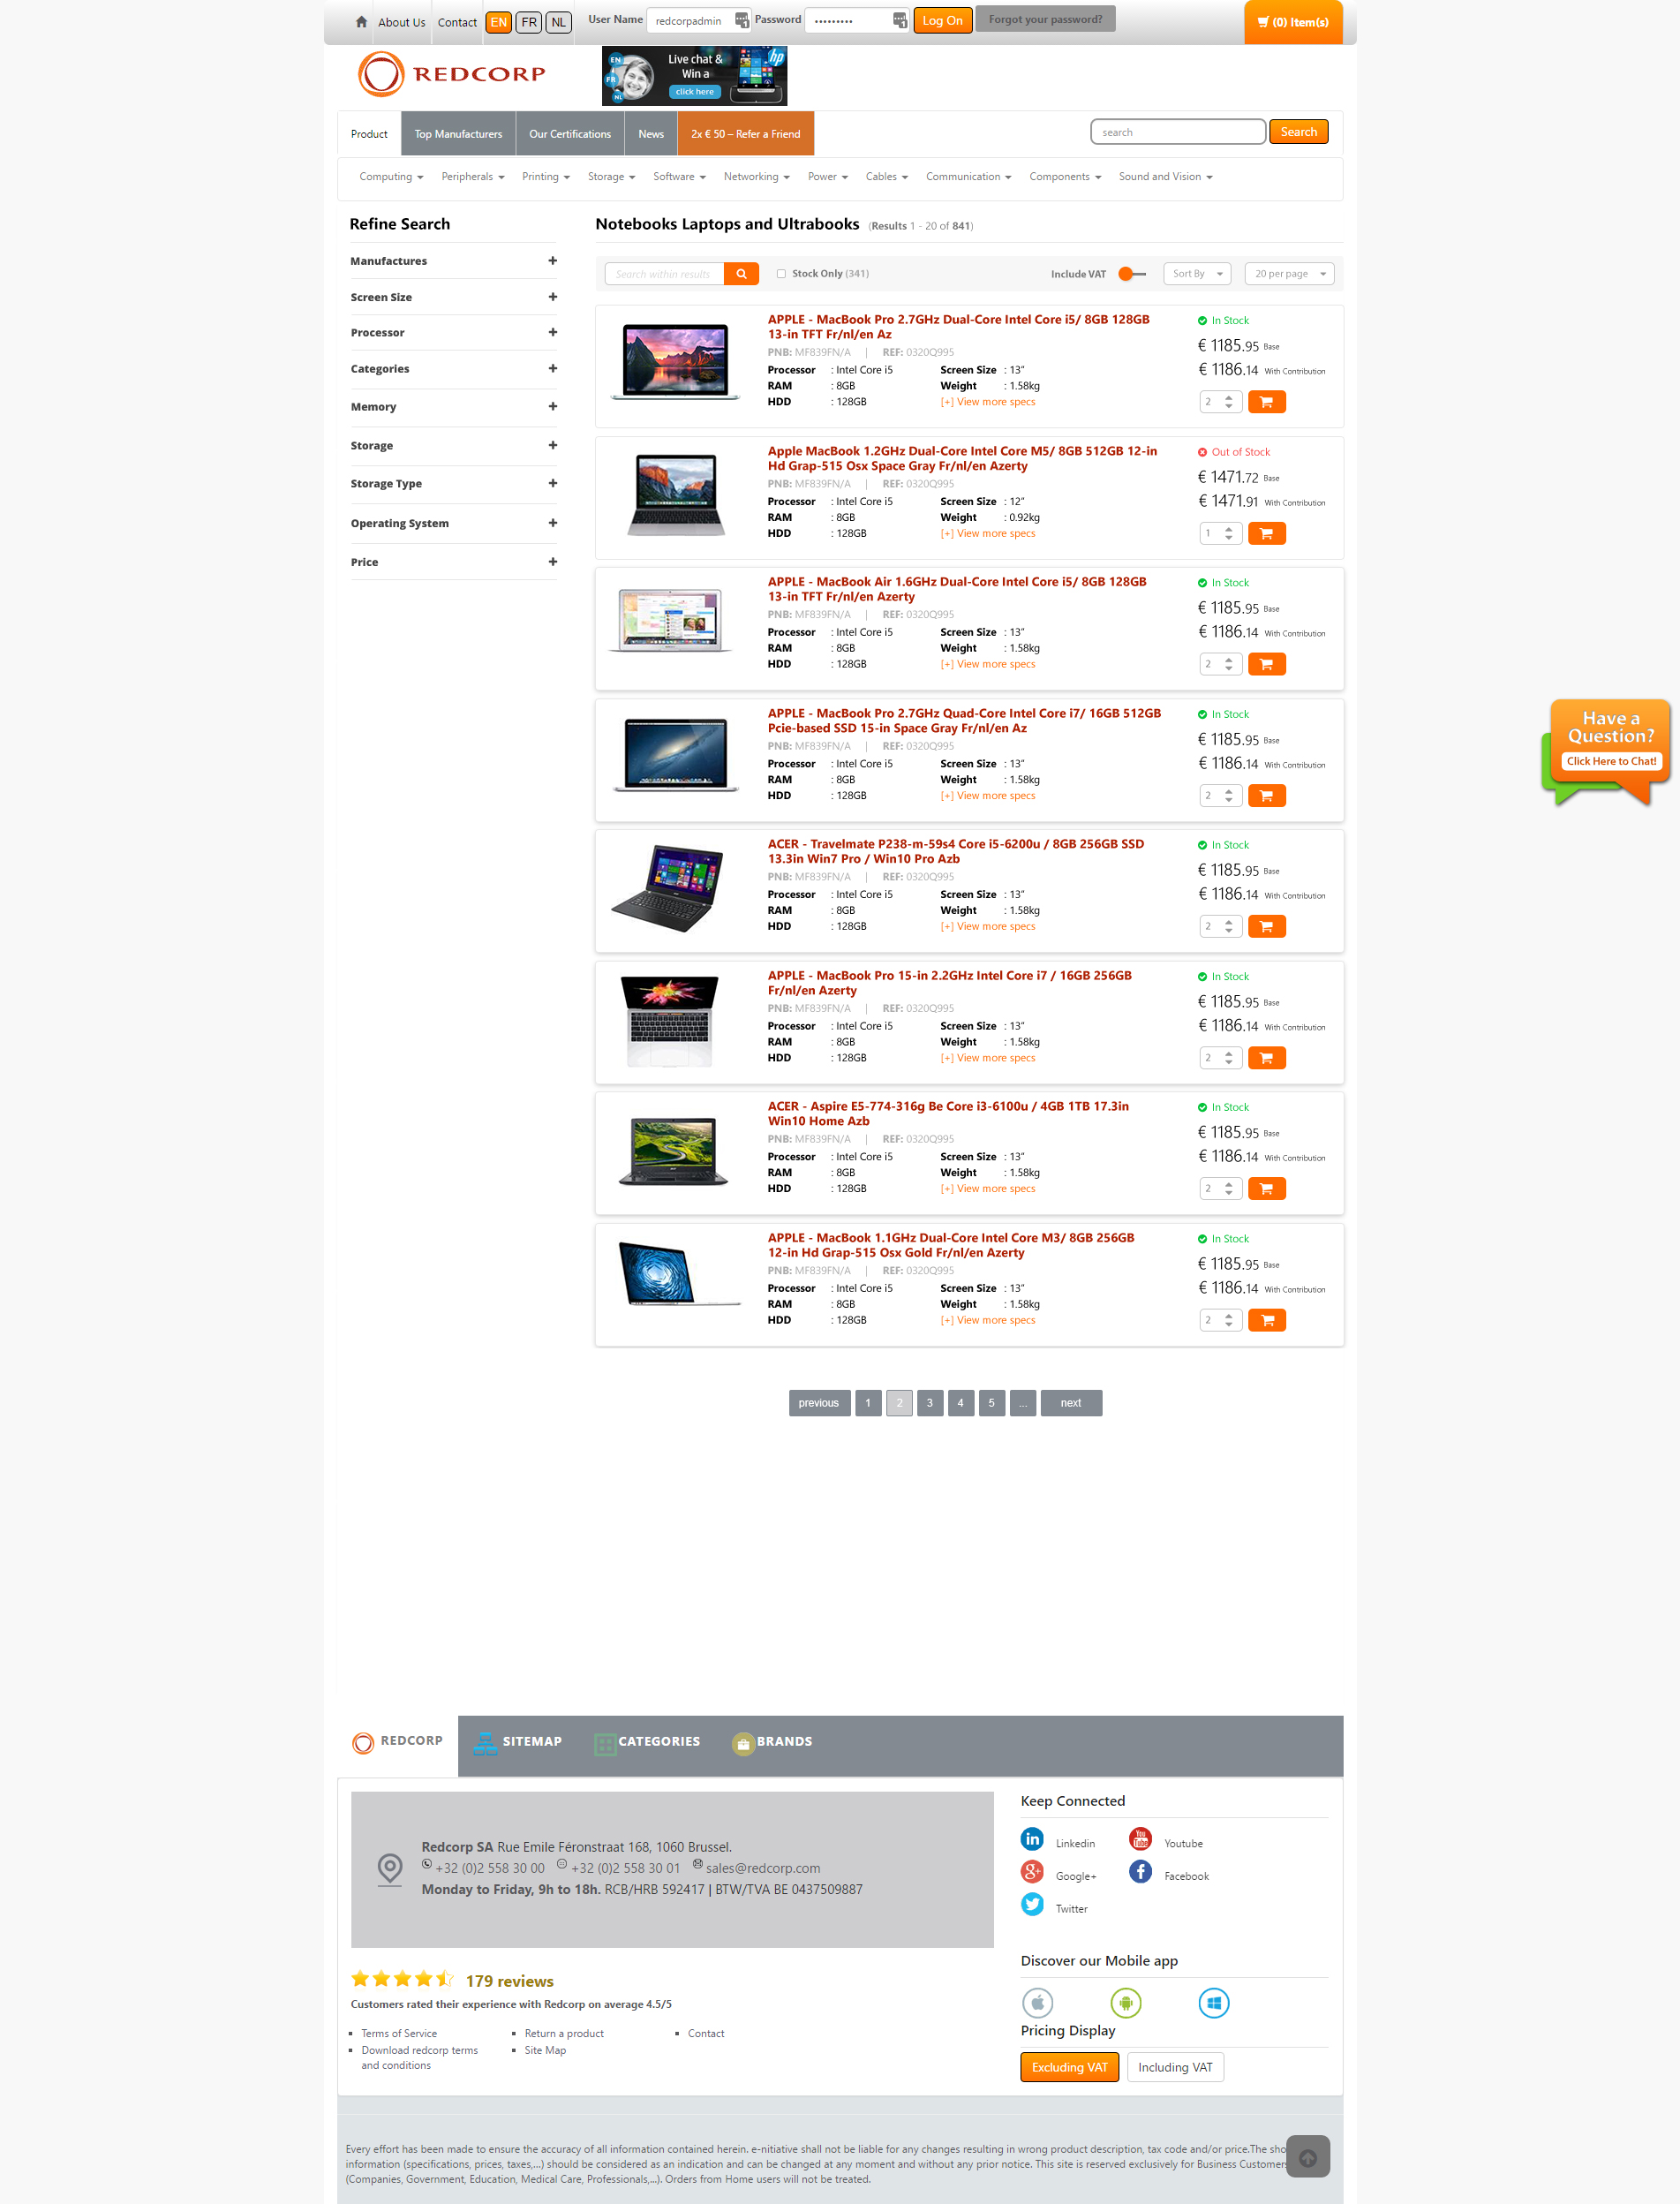 About Us Contact EN FR NL User Name redcorpadmin Password ••••••••• Log On Forgot your password? (0) Item(s)
REDCORP
EN FR NL Live chat &
Win a
click here
hp
Product Top Manufacturers Our Certifications News 2x € 50 – Refer a Friend search Search
Computing Peripherals Printing Storage Software Networking Power Cables Communication Components Sound and Vision
Refine Search
Manufactures +
Screen Size +
Processor +
Categories +
Memory +
Storage +
Storage Type +
Operating System +
Price +
Notebooks Laptops and Ultrabooks (Results 1 - 20 of 841)
Search within results Stock Only (341) Include VAT Sort By 20 per page
APPLE - MacBook Pro 2.7GHz Dual-Core Intel Core i5/ 8GB 128GB
13-in TFT Fr/nl/en Az
PNB: MF839FN/A | REF: 0320Q995
Processor : Intel Core i5 Screen Size : 13"
RAM : 8GB Weight : 1.58kg
HDD : 128GB [+] View more specs
In Stock
€ 1185.95 Base
€ 1186.14 With Contribution
2
Apple MacBook 1.2GHz Dual-Core Intel Core M5/ 8GB 512GB 12-in
Hd Grap-515 Osx Space Gray Fr/nl/en Azerty
PNB: MF839FN/A | REF: 0320Q995
Processor : Intel Core i5 Screen Size : 12"
RAM : 8GB Weight : 0.92kg
HDD : 128GB [+] View more specs
Out of Stock
€ 1471.72 Base
€ 1471.91 With Contribution
1
APPLE - MacBook Air 1.6GHz Dual-Core Intel Core i5/ 8GB 128GB
13-in TFT Fr/nl/en Azerty
PNB: MF839FN/A | REF: 0320Q995
Processor : Intel Core i5 Screen Size : 13"
RAM : 8GB Weight : 1.58kg
HDD : 128GB [+] View more specs
In Stock
€ 1185.95 Base
€ 1186.14 With Contribution
2
APPLE - MacBook Pro 2.7GHz Quad-Core Intel Core i7/ 16GB 512GB
Pcie-based SSD 15-in Space Gray Fr/nl/en Az
PNB: MF839FN/A | REF: 0320Q995
Processor : Intel Core i5 Screen Size : 13"
RAM : 8GB Weight : 1.58kg
HDD : 128GB [+] View more specs
In Stock
€ 1185.95 Base
€ 1186.14 With Contribution
2
Have a
Question?
Click Here to Chat!
ACER - Travelmate P238-m-59s4 Core i5-6200u / 8GB 256GB SSD
13.3in Win7 Pro / Win10 Pro Azb
PNB: MF839FN/A | REF: 0320Q995
Processor : Intel Core i5 Screen Size : 13"
RAM : 8GB Weight : 1.58kg
HDD : 128GB [+] View more specs
In Stock
€ 1185.95 Base
€ 1186.14 With Contribution
2
APPLE - MacBook Pro 15-in 2.2GHz Intel Core i7 / 16GB 256GB
Fr/nl/en Azerty
PNB: MF839FN/A | REF: 0320Q995
Processor : Intel Core i5 Screen Size : 13"
RAM : 8GB Weight : 1.58kg
HDD : 128GB [+] View more specs
In Stock
€ 1185.95 Base
€ 1186.14 With Contribution
2
ACER - Aspire E5-774-316g Be Core i3-6100u / 4GB 1TB 17.3in
Win10 Home Azb
PNB: MF839FN/A | REF: 0320Q995
Processor : Intel Core i5 Screen Size : 13"
RAM : 8GB Weight : 1.58kg
HDD : 128GB [+] View more specs
In Stock
€ 1185.95 Base
€ 1186.14 With Contribution
2
APPLE - MacBook 1.1GHz Dual-Core Intel Core M3/ 8GB 256GB
12-in Hd Grap-515 Osx Gold Fr/nl/en Azerty
PNB: MF839FN/A | REF: 0320Q995
Processor : Intel Core i5 Screen Size : 13"
RAM : 8GB Weight : 1.58kg
HDD : 128GB [+] View more specs
In Stock
€ 1185.95 Base
€ 1186.14 With Contribution
2
previous 1 2 3 4 5 ... next
REDCORP SITEMAP CATEGORIES BRANDS
Redcorp SA Rue Emile Féronstraat 168, 1060 Brussel.
+32 (0)2 558 30 00 +32 (0)2 558 30 01 sales@redcorp.com
Monday to Friday, 9h to 18h. RCB/HRB 592417 | BTW/TVA BE 0437509887
Keep Connected
Linkedin Youtube
Google+ Facebook
Twitter
179 reviews
Customers rated their experience with Redcorp on average 4.5/5
Terms of Service Return a product Contact
Download redcorp terms Site Map
and conditions
Discover our Mobile app
Pricing Display
Excluding VAT Including VAT
Every effort has been made to ensure the accuracy of all information contained herein. e-nitiative shall not be liable for any changes resulting in wrong product description, tax code and/or price.The sho
information (specifications, prices, taxes,...) should be considered as an indication and can be changed at any moment and without any prior notice. This site is reserved exclusively for Business Customers
(Companies, Government, Education, Medical Care, Professionals,...). Orders from Home users will not be treated.